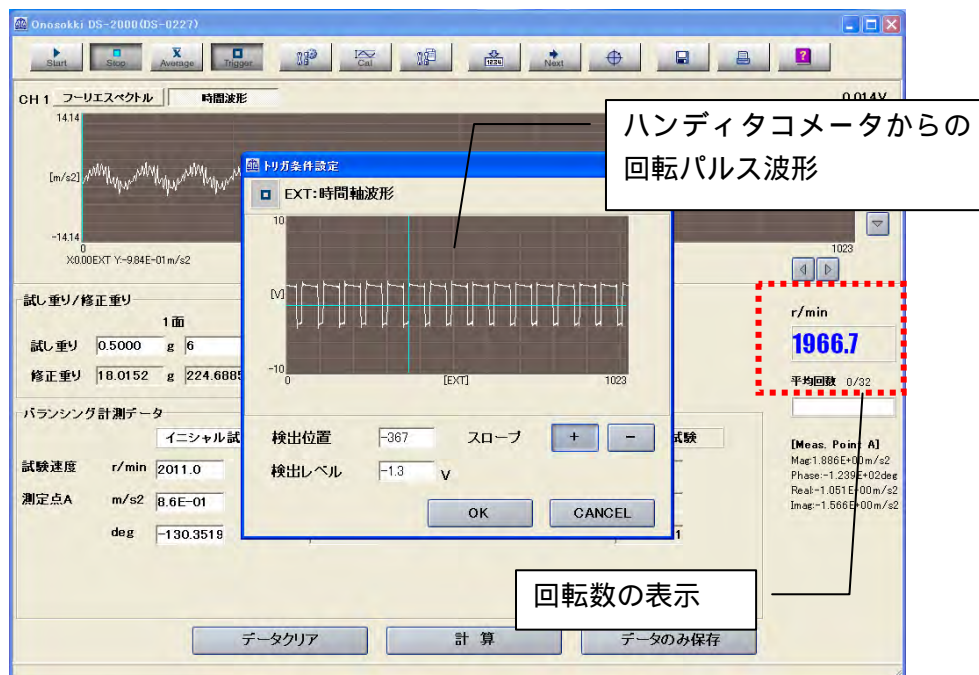 Onosokki DS-2000(DS-0227)
Start Stop Average Trigger Cal 1234 Next ?
CH 1 フーリエスペクトル 時間波形 0.014V
14.14
[m/s2]
-14.14
0 1023
X:0.00EXT Y:-9.84E-01m/s2
ハンディタコメータからの
回転パルス波形
トリガ条件設定
EXT:時間軸波形
10
[V]
-10
0 [EXT] 1023
検出位置 -367 スロープ + -
検出レベル -1.3 V
OK CANCEL
試し重り/修正重り
1面
試し重り 0.5000 g 6
修正重り 18.0152 g 224.6885
r/min
1966.7
平均回数 0/32
バランシング計測データ
イニシャル試 試験
試験速度 r/min 2011.0
測定点A m/s2 8.6E-01
deg -130.3519 1
[Meas. Point A]
Mag:1.886E+00m/s2
Phase:-1.239E+02deg
Real:-1.051E+00m/s2
Imag:-1.566E+00m/s2
回転数の表示
データクリア 計 算 データのみ保存